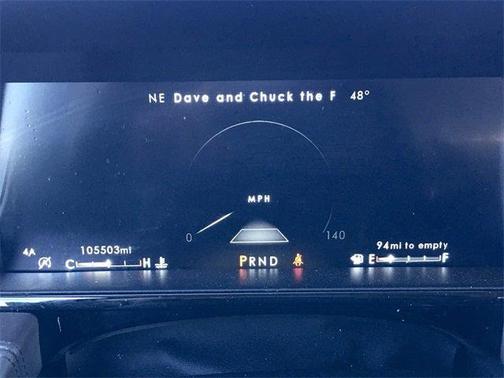 NE Dave and Chuck the F 48°
MPH
0 140
4A 105503mi 94mi to empty
C H PRND E F